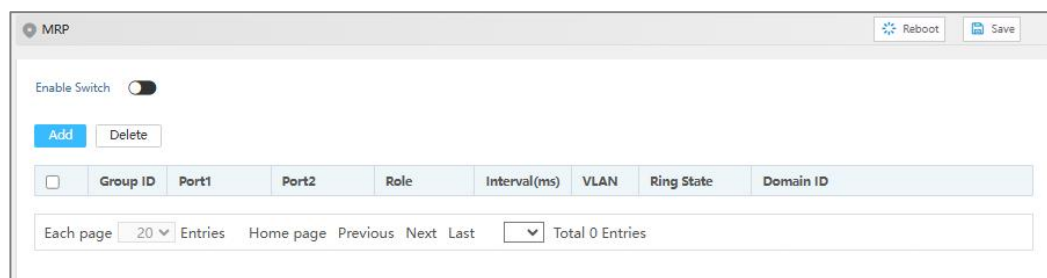 MRP Reboot Save
Enable Switch
Add Delete
Group ID Port1 Port2 Role Interval(ms) VLAN Ring State Domain ID
Each page 20 Entries Home page Previous Next Last Total 0 Entries